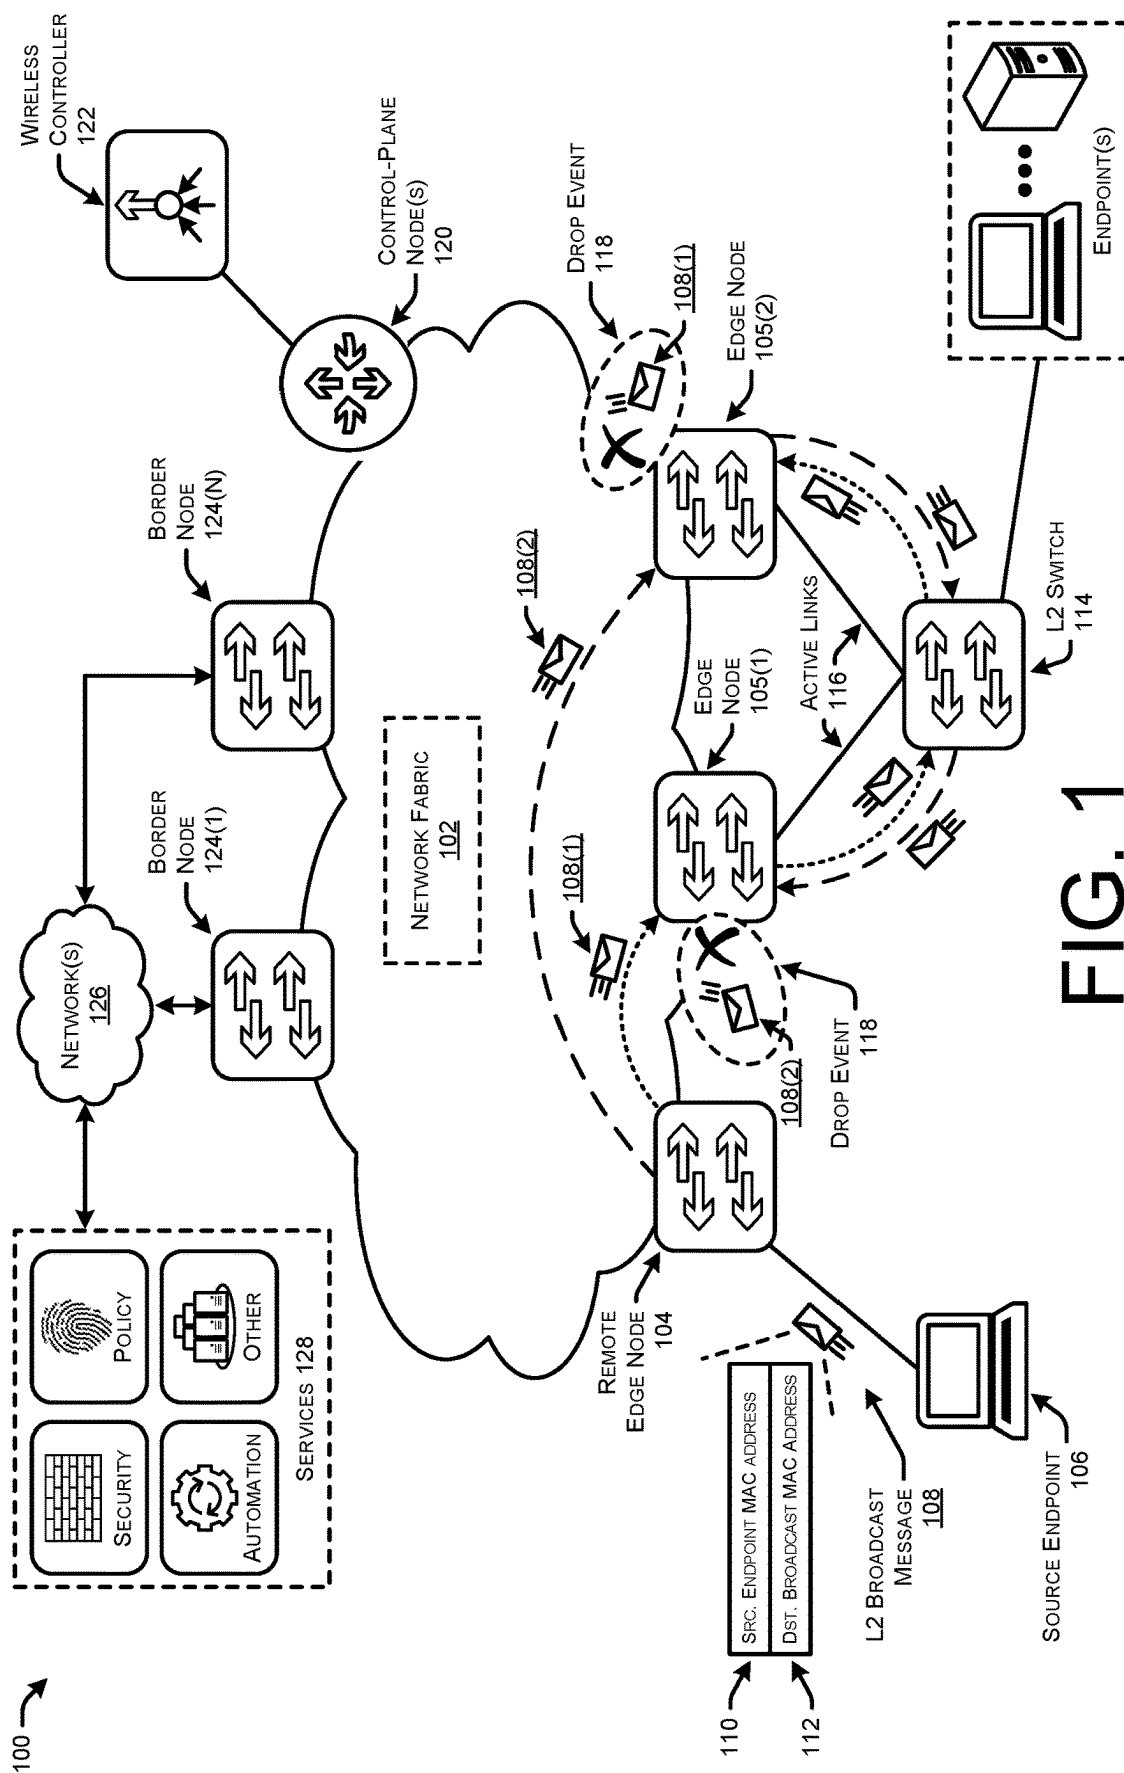 100
SECURITY
POLICY
AUTOMATION
OTHER
SERVICES 128
NETWORK(S)
126
BORDER
NODE
124(1)
BORDER
NODE
124(N)
WIRELESS
CONTROLLER
122
CONTROL-PLANE
NODE(S)
120
NETWORK FABRIC
102
108(2)
DROP EVENT
118
108(1)
108(1)
REMOTE
EDGE NODE
104
EDGE
NODE
105(1)
EDGE NODE
105(2)
110
SRC. ENDPOINT MAC ADDRESS
112
DST. BROADCAST MAC ADDRESS
108(2)
DROP EVENT
118
ACTIVE LINKS
116
L2 BROADCAST
MESSAGE
108
SOURCE ENDPOINT
106
L2 SWITCH
114
ENDPOINT(S)
FIG. 1